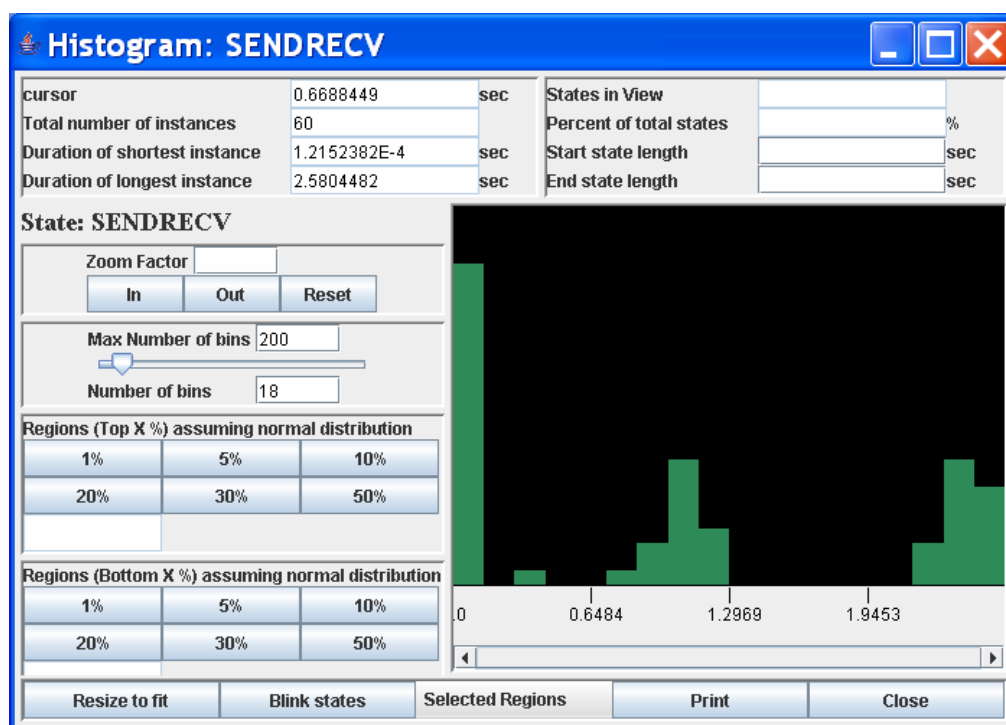 Histogram: SENDRECV
cursor 0.6688449 sec
Total number of instances 60
Duration of shortest instance 1.2152382E-4 sec
Duration of longest instance 2.5804482 sec
States in View
Percent of total states %
Start state length sec
End state length sec
State: SENDRECV
Zoom Factor
In Out Reset
Max Number of bins 200
Number of bins 18
Regions (Top X %) assuming normal distribution
1% 5% 10%
20% 30% 50%
Regions (Bottom X %) assuming normal distribution
1% 5% 10%
20% 30% 50%
.0 0.6484 1.2969 1.9453
Resize to fit Blink states Selected Regions Print Close